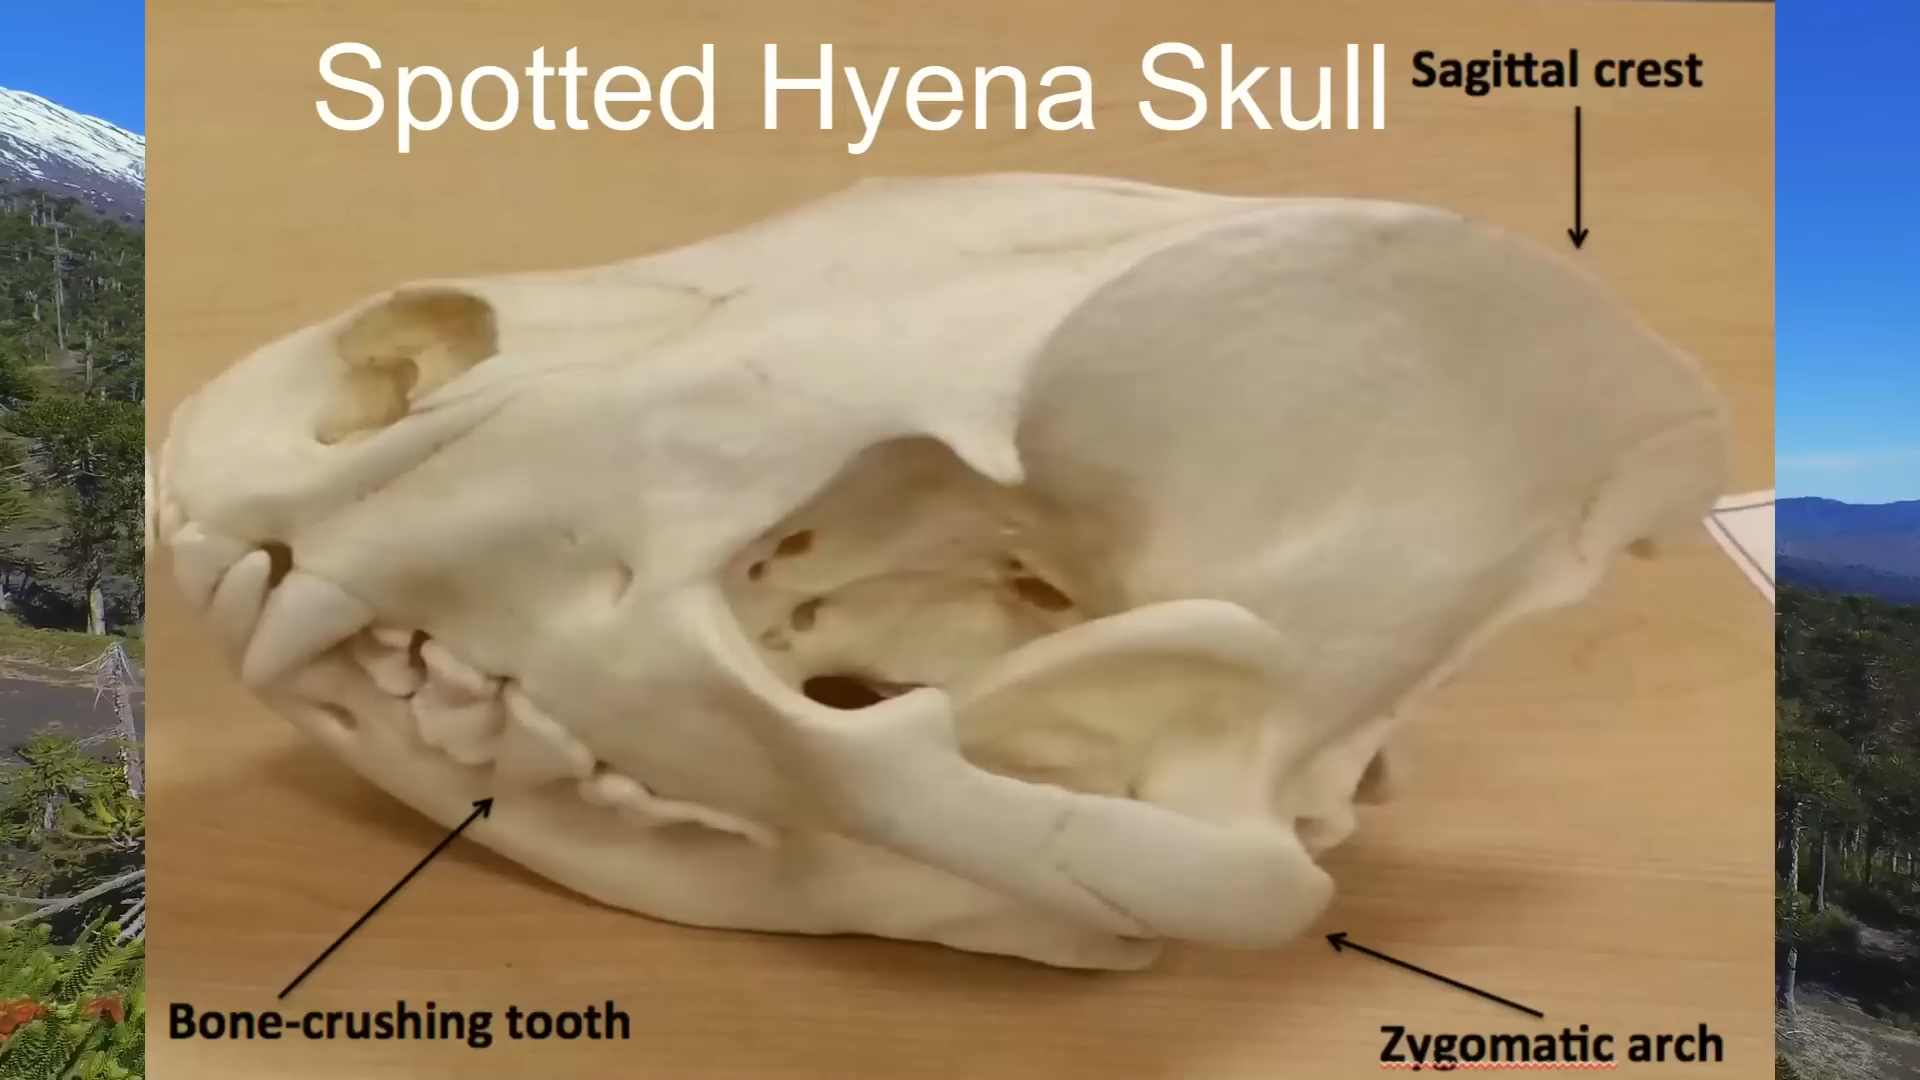 Spotted Hyena Skull
Sagittal crest
Bone-crushing tooth
Zygomatic arch